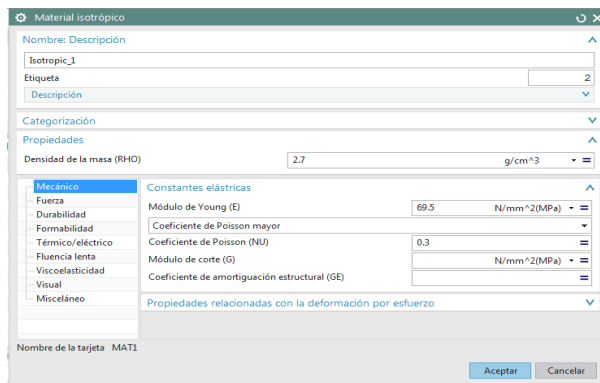 Material isotrópico
Nombre: Descripción
Isotropic_1
Etiqueta 2
Descripción
Categorización
Propiedades
Densidad de la masa (RHO) 2.7 g/cm^3
Mecánico
Fuerza
Durabilidad
Formabilidad
Térmico/eléctrico
Fluencia lenta
Viscoelasticidad
Visual
Misceláneo
Constantes elásticas
Módulo de Young (E) 69.5 N/mm^2(MPa)
Coeficiente de Poisson mayor
Coeficiente de Poisson (NU) 0.3
Módulo de corte (G) N/mm^2(MPa)
Coeficiente de amortiguación estructural (GE)
Propiedades relacionadas con la deformación por esfuerzo
Nombre de la tarjeta MAT1
Aceptar Cancelar